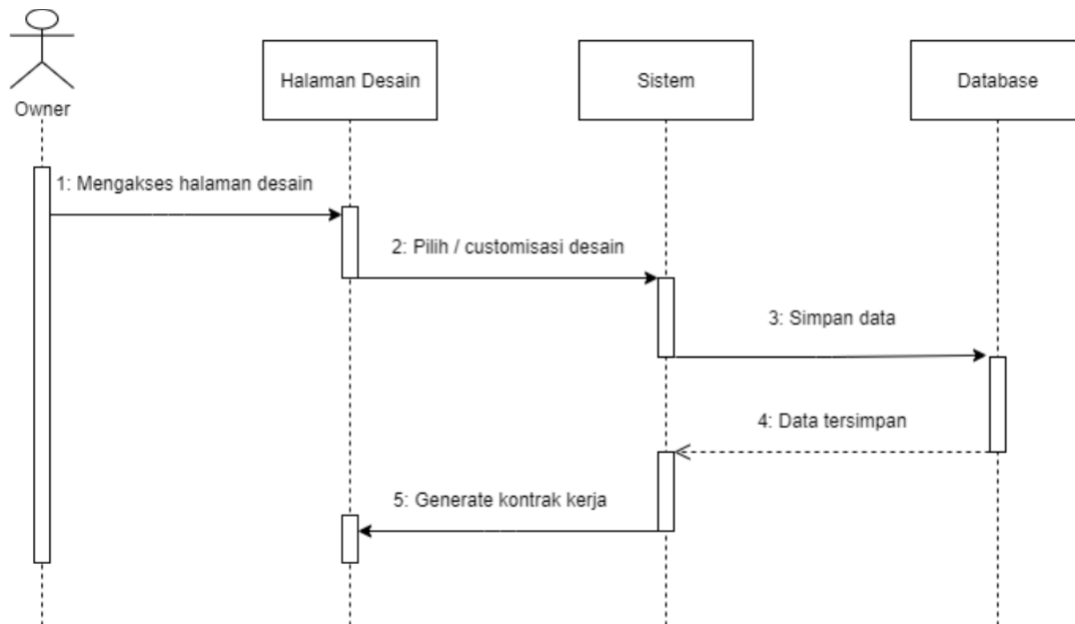 Owner
Halaman Desain
Sistem
Database
1: Mengakses halaman desain
2: Pilih / customisasi desain
3: Simpan data
4: Data tersimpan
5: Generate kontrak kerja